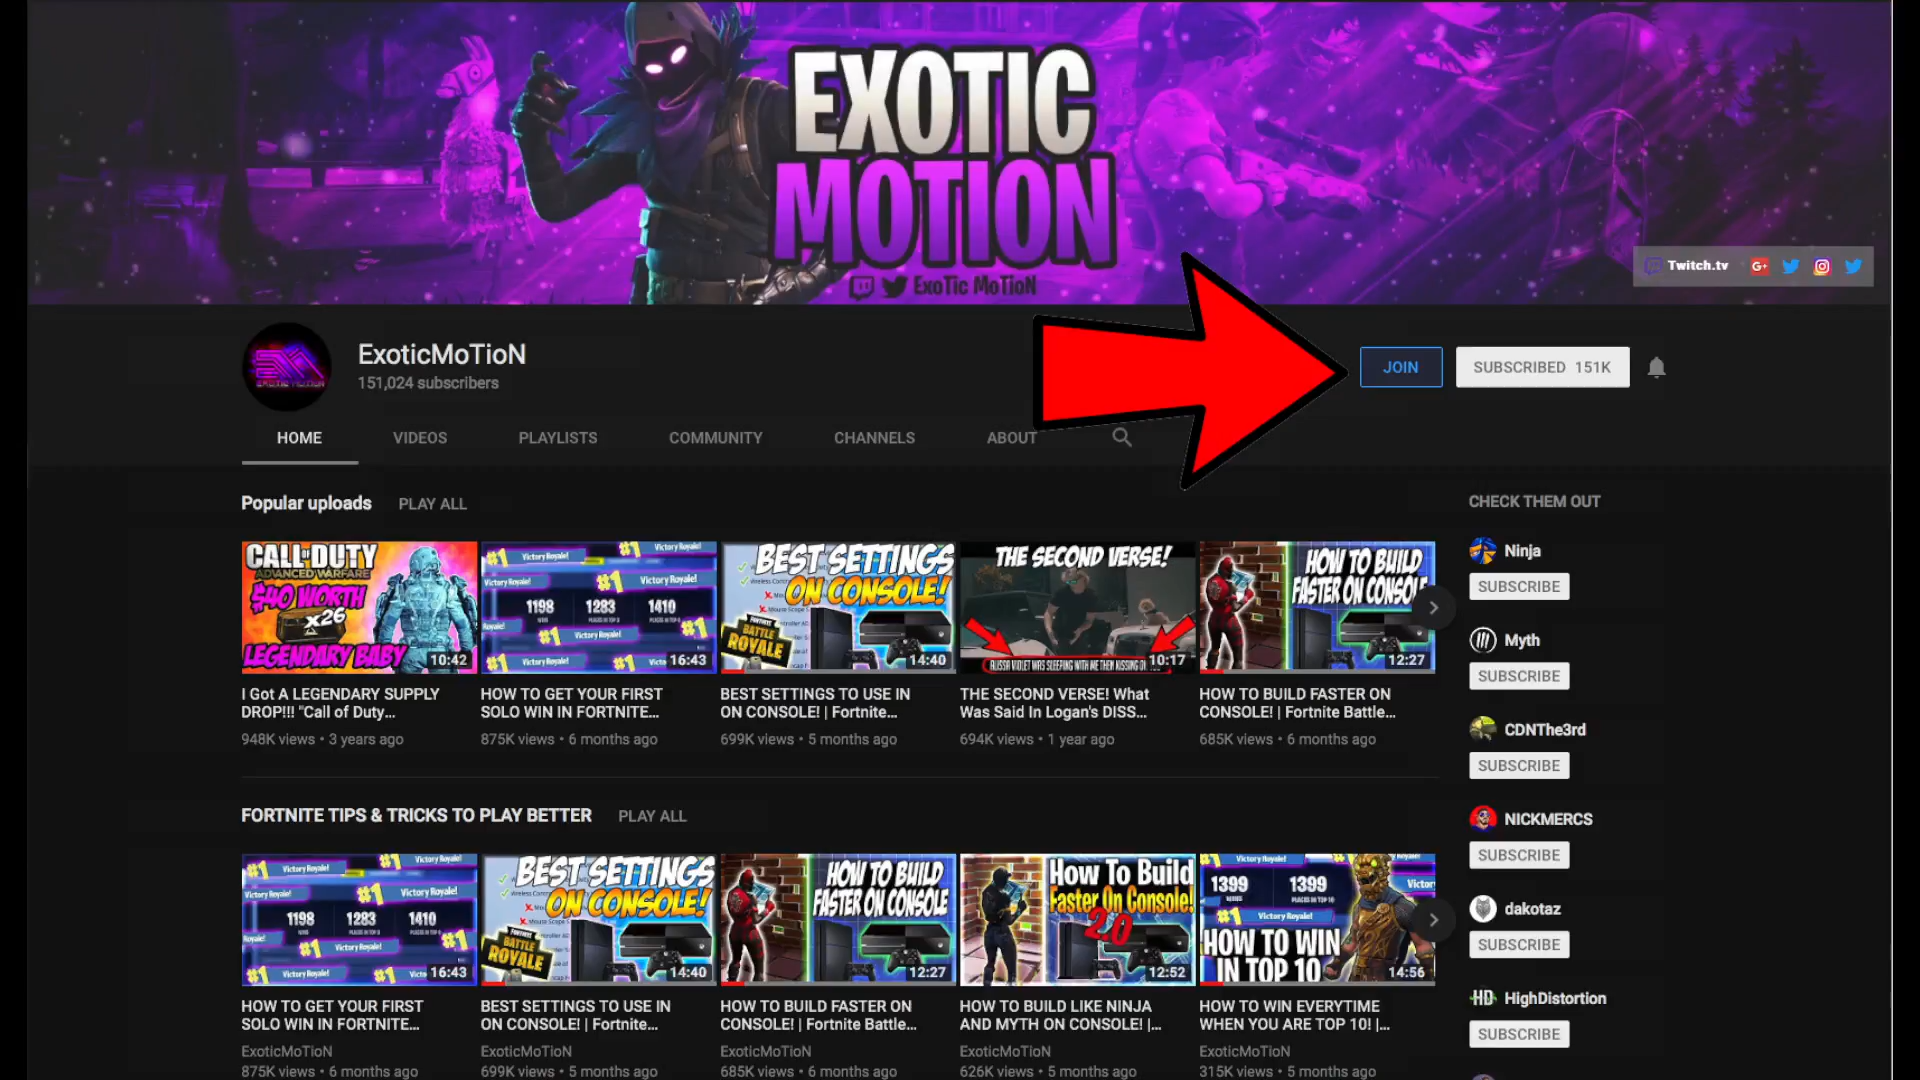 EXOTIC
MOTION
ExoTic MoTioN
Twitch.tv
ExoticMoTioN
151,024 subscribers
JOIN
SUBSCRIBED 151K
HOME
VIDEOS
PLAYLISTS
COMMUNITY
CHANNELS
ABOUT
Popular uploads
PLAY ALL
CALL OF DUTY
ADVANCED WARFARE
$40 WORTH
x26
LEGENDARY BABY
10:42
#1 Victory Royale!
1198 1283 1410
16:43
BEST SETTINGS
ON CONSOLE!
FORTNITE
BATTLE
ROYALE
14:40
THE SECOND VERSE!
10:17
HOW TO BUILD
FASTER ON CONSOLE
12:27
I Got A LEGENDARY SUPPLY
DROP!!! "Call of Duty...
948K views • 3 years ago
HOW TO GET YOUR FIRST
SOLO WIN IN FORTNITE...
875K views • 6 months ago
BEST SETTINGS TO USE IN
ON CONSOLE! | Fortnite...
699K views • 5 months ago
THE SECOND VERSE! What
Was Said In Logan's DISS...
694K views • 1 year ago
HOW TO BUILD FASTER ON
CONSOLE! | Fortnite Battle...
685K views • 6 months ago
FORTNITE TIPS & TRICKS TO PLAY BETTER
PLAY ALL
#1 Victory Royale!
1198 1283 1410
16:43
BEST SETTINGS
ON CONSOLE!
FORTNITE
BATTLE
ROYALE
14:40
HOW TO BUILD
FASTER ON CONSOLE
12:27
How To Build
Faster On Console!
2.0
12:52
1399 1399
#1 Victory Royale!
HOW TO WIN
IN TOP 10
14:56
HOW TO GET YOUR FIRST
SOLO WIN IN FORTNITE...
ExoticMoTioN
875K views • 6 months ago
BEST SETTINGS TO USE IN
ON CONSOLE! | Fortnite...
ExoticMoTioN
699K views • 5 months ago
HOW TO BUILD FASTER ON
CONSOLE! | Fortnite Battle...
ExoticMoTioN
685K views • 6 months ago
HOW TO BUILD LIKE NINJA
AND MYTH ON CONSOLE! |...
ExoticMoTioN
626K views • 5 months ago
HOW TO WIN EVERYTIME
WHEN YOU ARE TOP 10! |...
ExoticMoTioN
315K views • 5 months ago
CHECK THEM OUT
Ninja
SUBSCRIBE
Myth
SUBSCRIBE
CDNThe3rd
SUBSCRIBE
NICKMERCS
SUBSCRIBE
dakotaz
SUBSCRIBE
HD HighDistortion
SUBSCRIBE